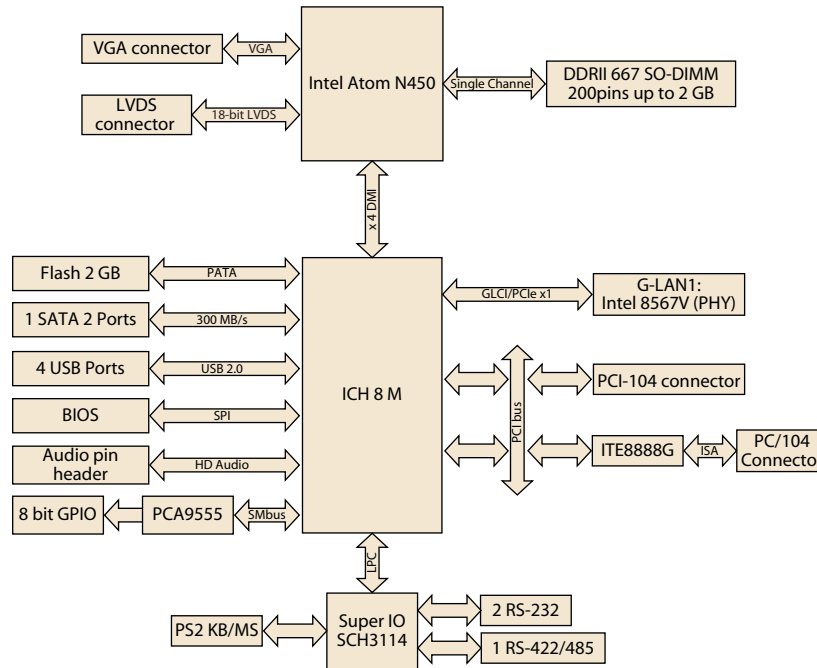 VGA connector
VGA
Intel Atom N450
Single Channel
DDRII 667 SO-DIMM
200pins up to 2 GB
LVDS
connector
18-bit LVDS
x 4 DMI
Flash 2 GB
PATA
GLCI/PCIe x1
G-LAN1:
Intel 8567V (PHY)
1 SATA 2 Ports
300 MB/s
4 USB Ports
USB 2.0
ICH 8 M
PCI bus
PCI-104 connector
BIOS
SPI
Audio pin
header
HD Audio
ITE8888G
ISA
PC/104
Connecto
8 bit GPIO
PCA9555
SMbus
LPC
PS2 KB/MS
Super IO
SCH3114
2 RS-232
1 RS-422/485